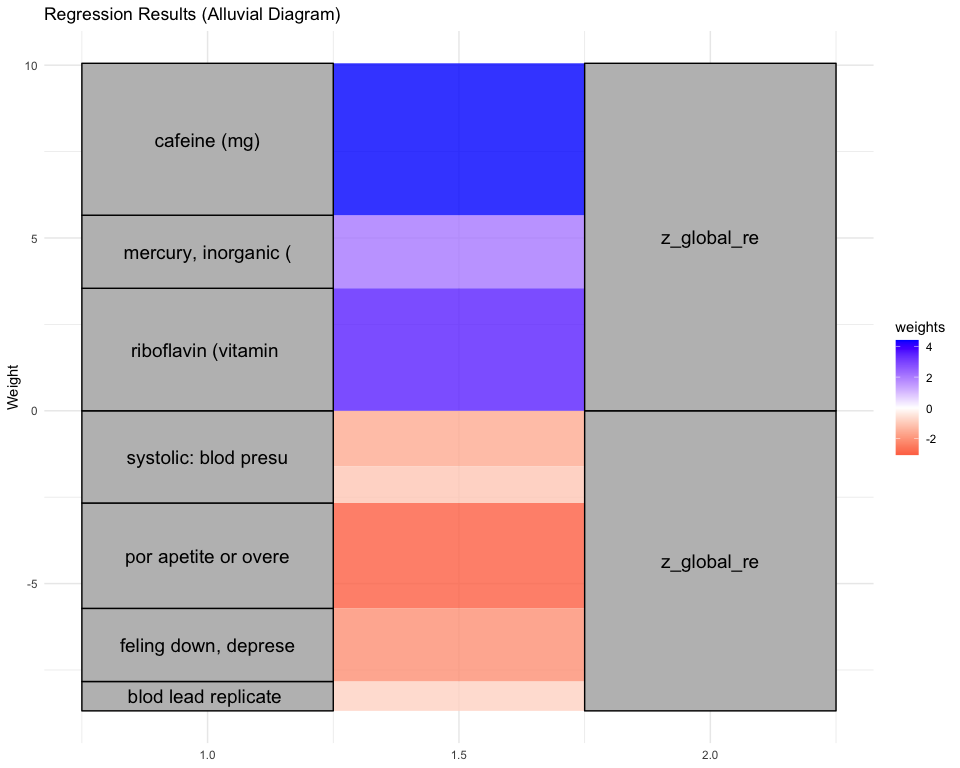 Regression Results (Alluvial Diagram)
10
cafeine (mg)
mercury, inorganic (
5
z_global_re
riboflavin (vitamin
weights
4
2
0
-2
Weight
0
systolic: blod presu
por apetite or overe
z_global_re
-5
feling down, deprese
blod lead replicate
1.0
1.5
2.0